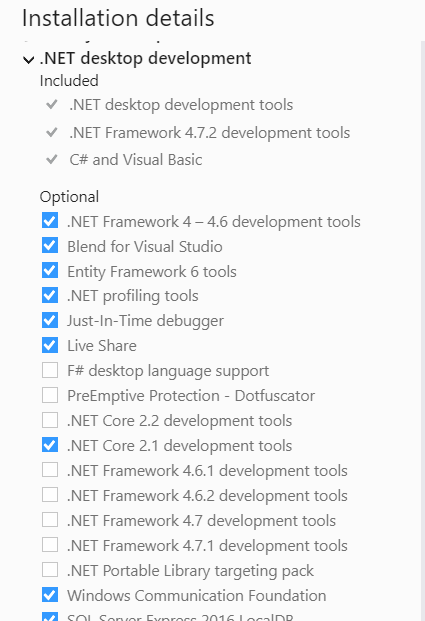 Installation details
.NET desktop development
Included
.NET desktop development tools
.NET Framework 4.7.2 development tools
C# and Visual Basic
Optional
.NET Framework 4 – 4.6 development tools
Blend for Visual Studio
Entity Framework 6 tools
.NET profiling tools
Just-In-Time debugger
Live Share
F# desktop language support
PreEmptive Protection - Dotfuscator
.NET Core 2.2 development tools
.NET Core 2.1 development tools
.NET Framework 4.6.1 development tools
.NET Framework 4.6.2 development tools
.NET Framework 4.7 development tools
.NET Framework 4.7.1 development tools
.NET Portable Library targeting pack
Windows Communication Foundation
SQL Server Express 2016 LocalDB